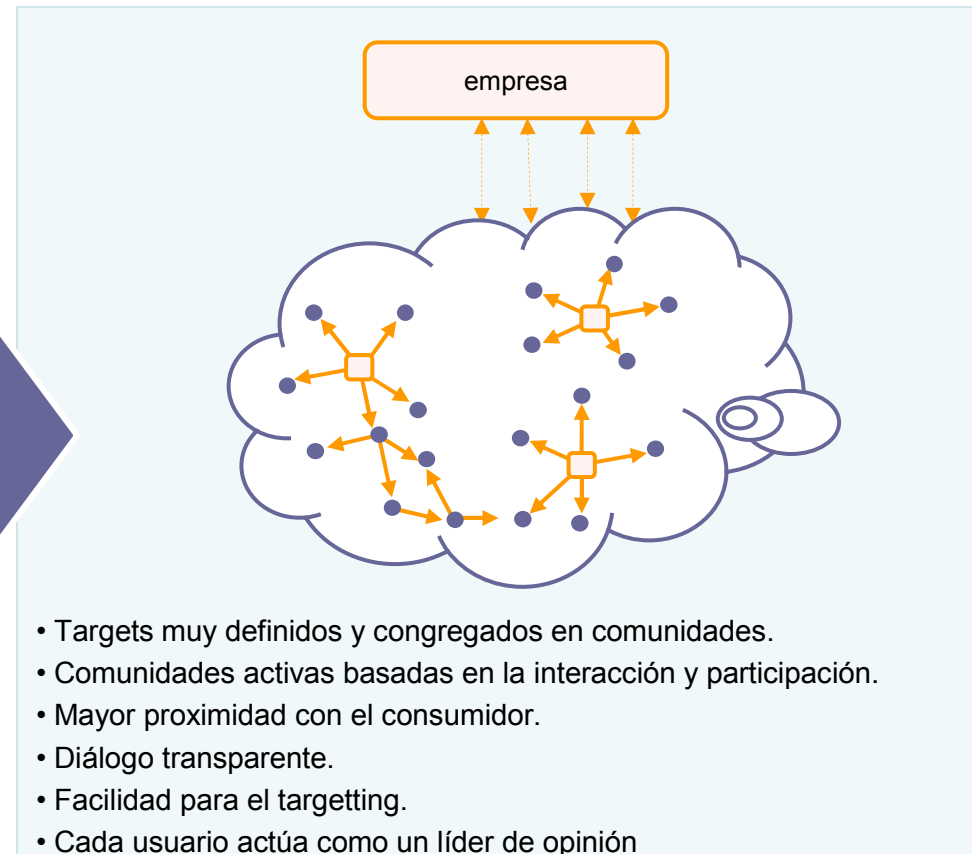 empresa
• Targets muy definidos y congregados en comunidades.
• Comunidades activas basadas en la interacción y participación.
• Mayor proximidad con el consumidor.
• Diálogo transparente.
• Facilidad para el targetting.
• Cada usuario actúa como un líder de opinión